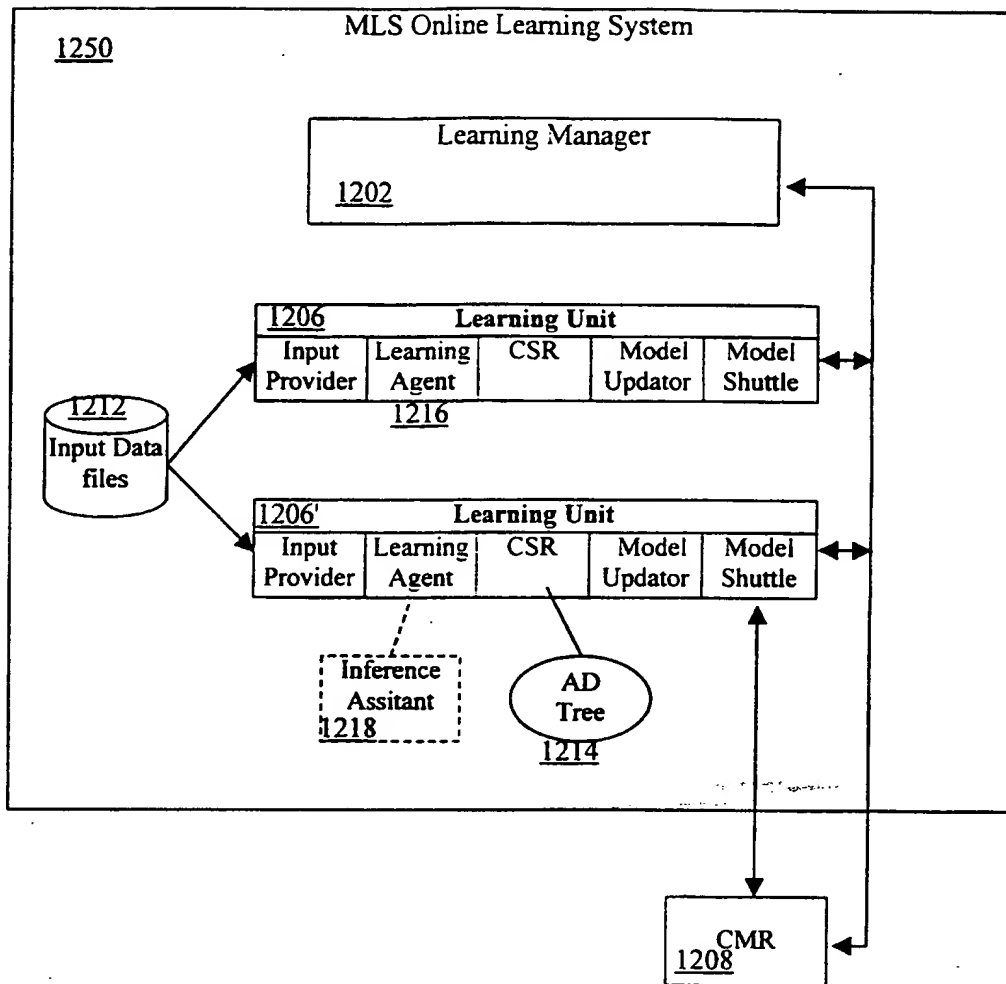 MLS Online Learning System
1250
Learning Manager
1202
1206 Learning Unit
Input Provider
Learning Agent
CSR
Model Updator
Model Shuttle
1216
1212
Input Data files
1206' Learning Unit
Input Provider
Learning Agent
CSR
Model Updator
Model Shuttle
Inference Assitant
1218
AD Tree
1214
CMR
1208